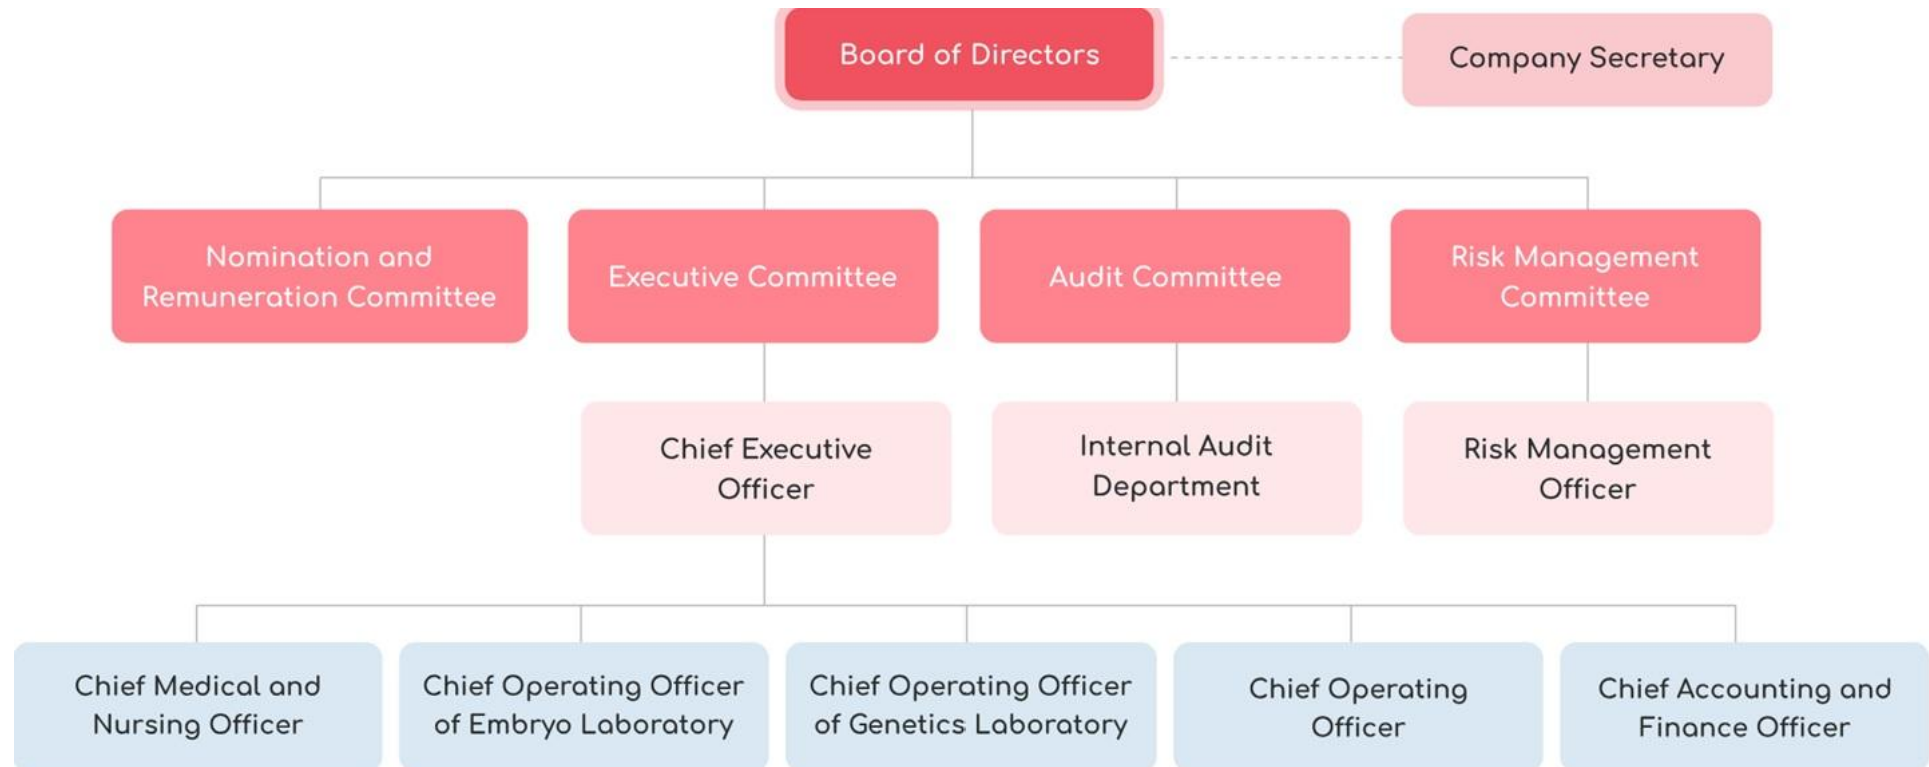 Board of Directors
Company Secretary
Nomination and
Remuneration Committee
Executive Committee
Audit Committee
Risk Management
Committee
Chief Executive
Officer
Internal Audit
Department
Risk Management
Officer
Chief Medical and
Nursing Officer
Chief Operating Officer
of Embryo Laboratory
Chief Operating Officer
of Genetics Laboratory
Chief Operating
Officer
Chief Accounting and
Finance Officer